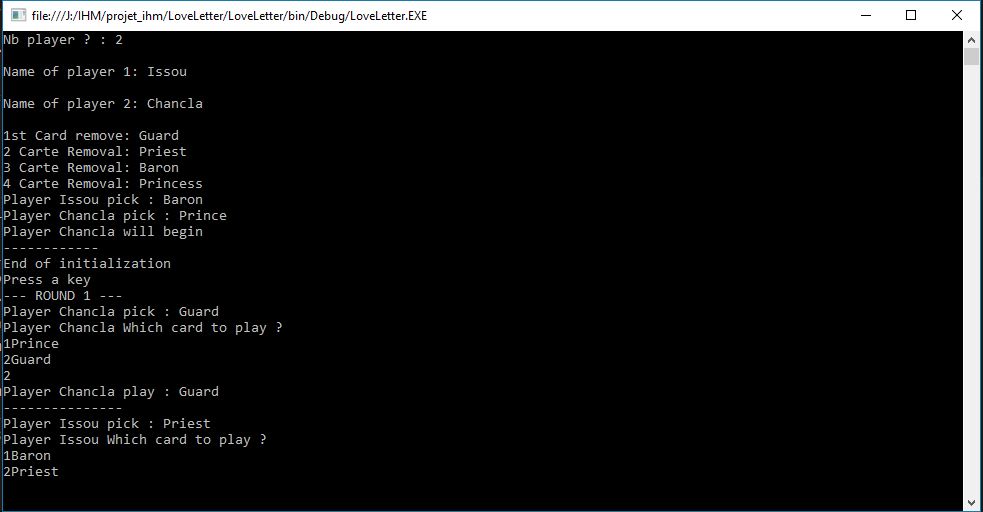 file:///J:/IHM/projet_ihm/LoveLetter/LoveLetter/bin/Debug/LoveLetter.EXE
Nb player ? : 2
Name of player 1: Issou
Name of player 2: Chancla
1st Card remove: Guard
2 Carte Removal: Priest
3 Carte Removal: Baron
4 Carte Removal: Princess
Player Issou pick : Baron
Player Chancla pick : Prince
Player Chancla will begin
------------
End of initialization
Press a key
--- ROUND 1 ---
Player Chancla pick : Guard
Player Chancla Which card to play ?
1Prince
2Guard
2
Player Chancla play : Guard
---------------
Player Issou pick : Priest
Player Issou Which card to play ?
1Baron
2Priest